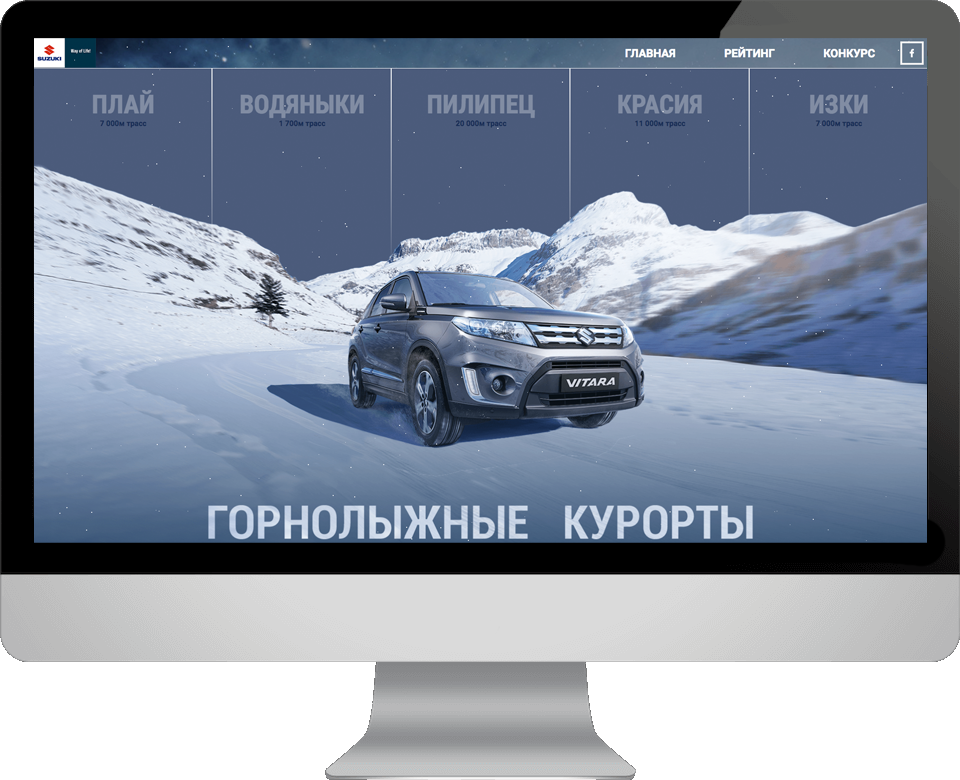 SUZUKI
Way of Life!
ГЛАВНАЯ
РЕЙТИНГ
КОНКУРС
f
ПЛАЙ
7 000м трасс
ВОДЯНЫКИ
1 700м трасс
ПИЛИПЕЦ
20 000м трасс
КРАСИЯ
11 000м трасс
ИЗКИ
7 000м трасс
VITARA
ГОРНОЛЫЖНЫЕ КУРОРТЫ